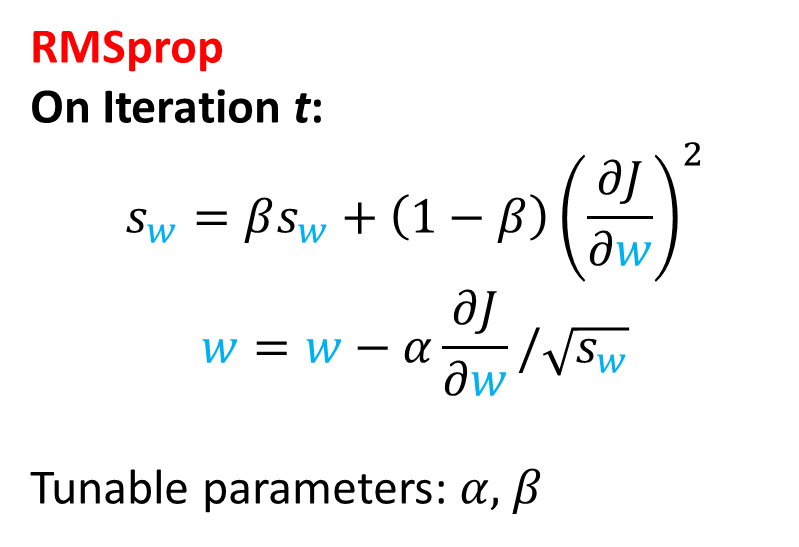 RMSprop
On Iteration t:
s_w = βs_w + (1 − β) (∂J/∂w)²
w = w − α ∂J/∂w /√s_w
Tunable parameters: α, β